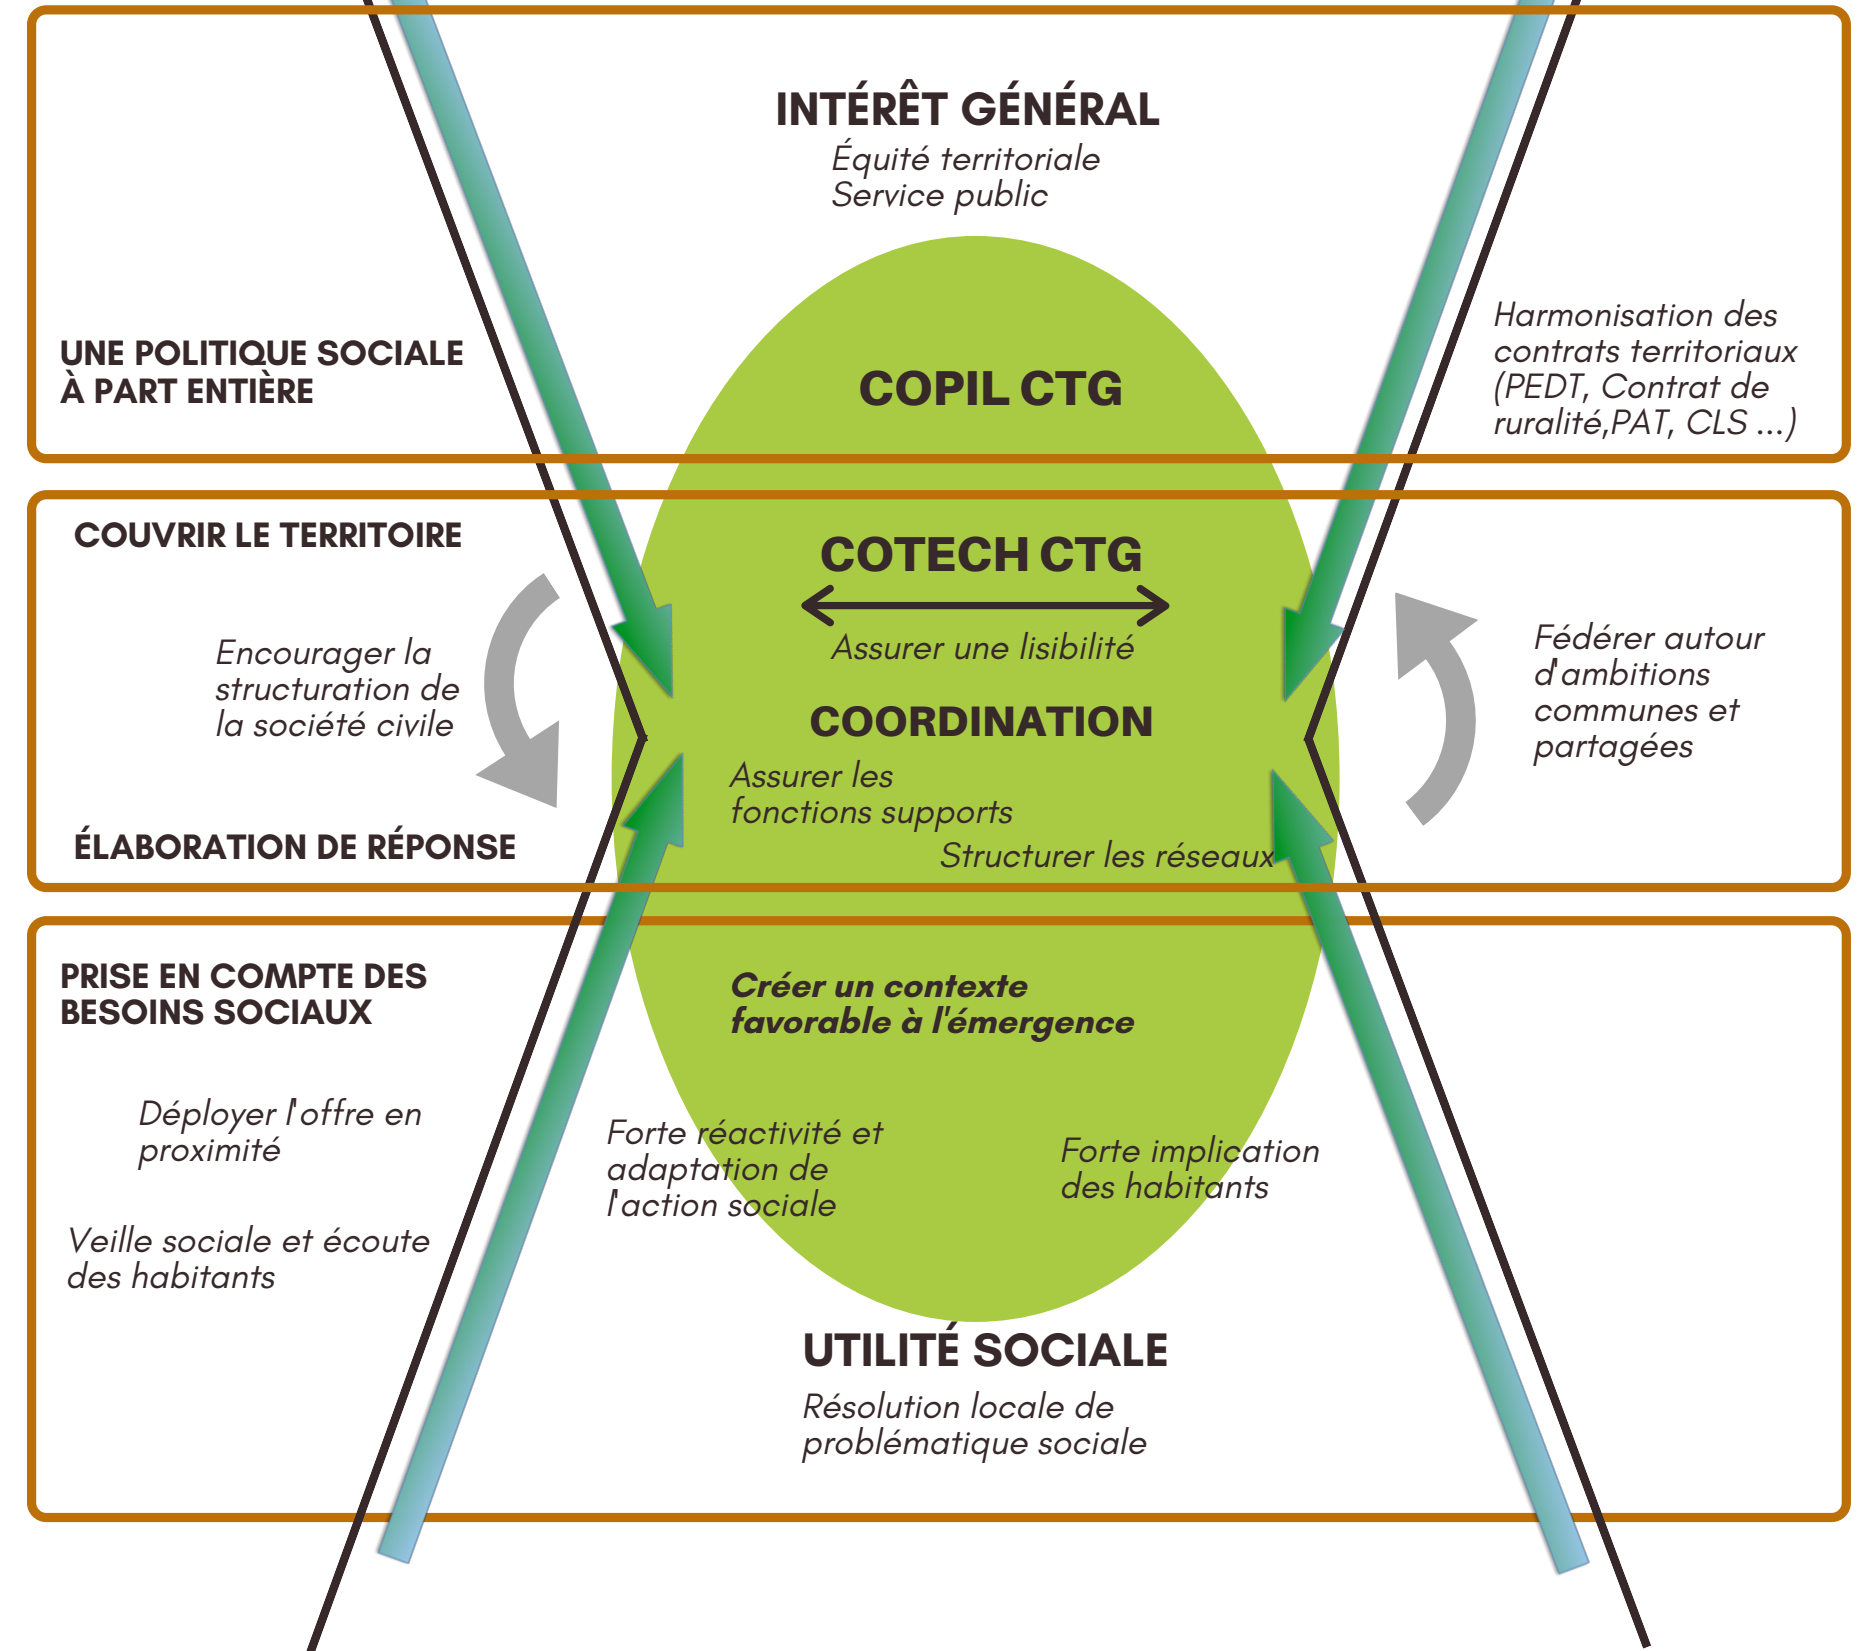 INTÉRÊT GÉNÉRAL
Équité territoriale
Service public
UNE POLITIQUE SOCIALE
À PART ENTIÈRE
COPIL CTG
Harmonisation des
contrats territoriaux
(PEDT, Contrat de
ruralité,PAT, CLS ...)
COUVRIR LE TERRITOIRE
COTECH CTG
Assurer une lisibilité
Encourager la
structuration de
la société civile
Fédérer autour
d'ambitions
communes et
partagées
COORDINATION
Assurer les
fonctions supports
Structurer les réseaux
ÉLABORATION DE RÉPONSE
PRISE EN COMPTE DES
BESOINS SOCIAUX
Créer un contexte
favorable à l'émergence
Déployer l'offre en
proximité
Forte réactivité et
adaptation de
l'action sociale
Forte implication
des habitants
Veille sociale et écoute
des habitants
UTILITÉ SOCIALE
Résolution locale de
problématique sociale